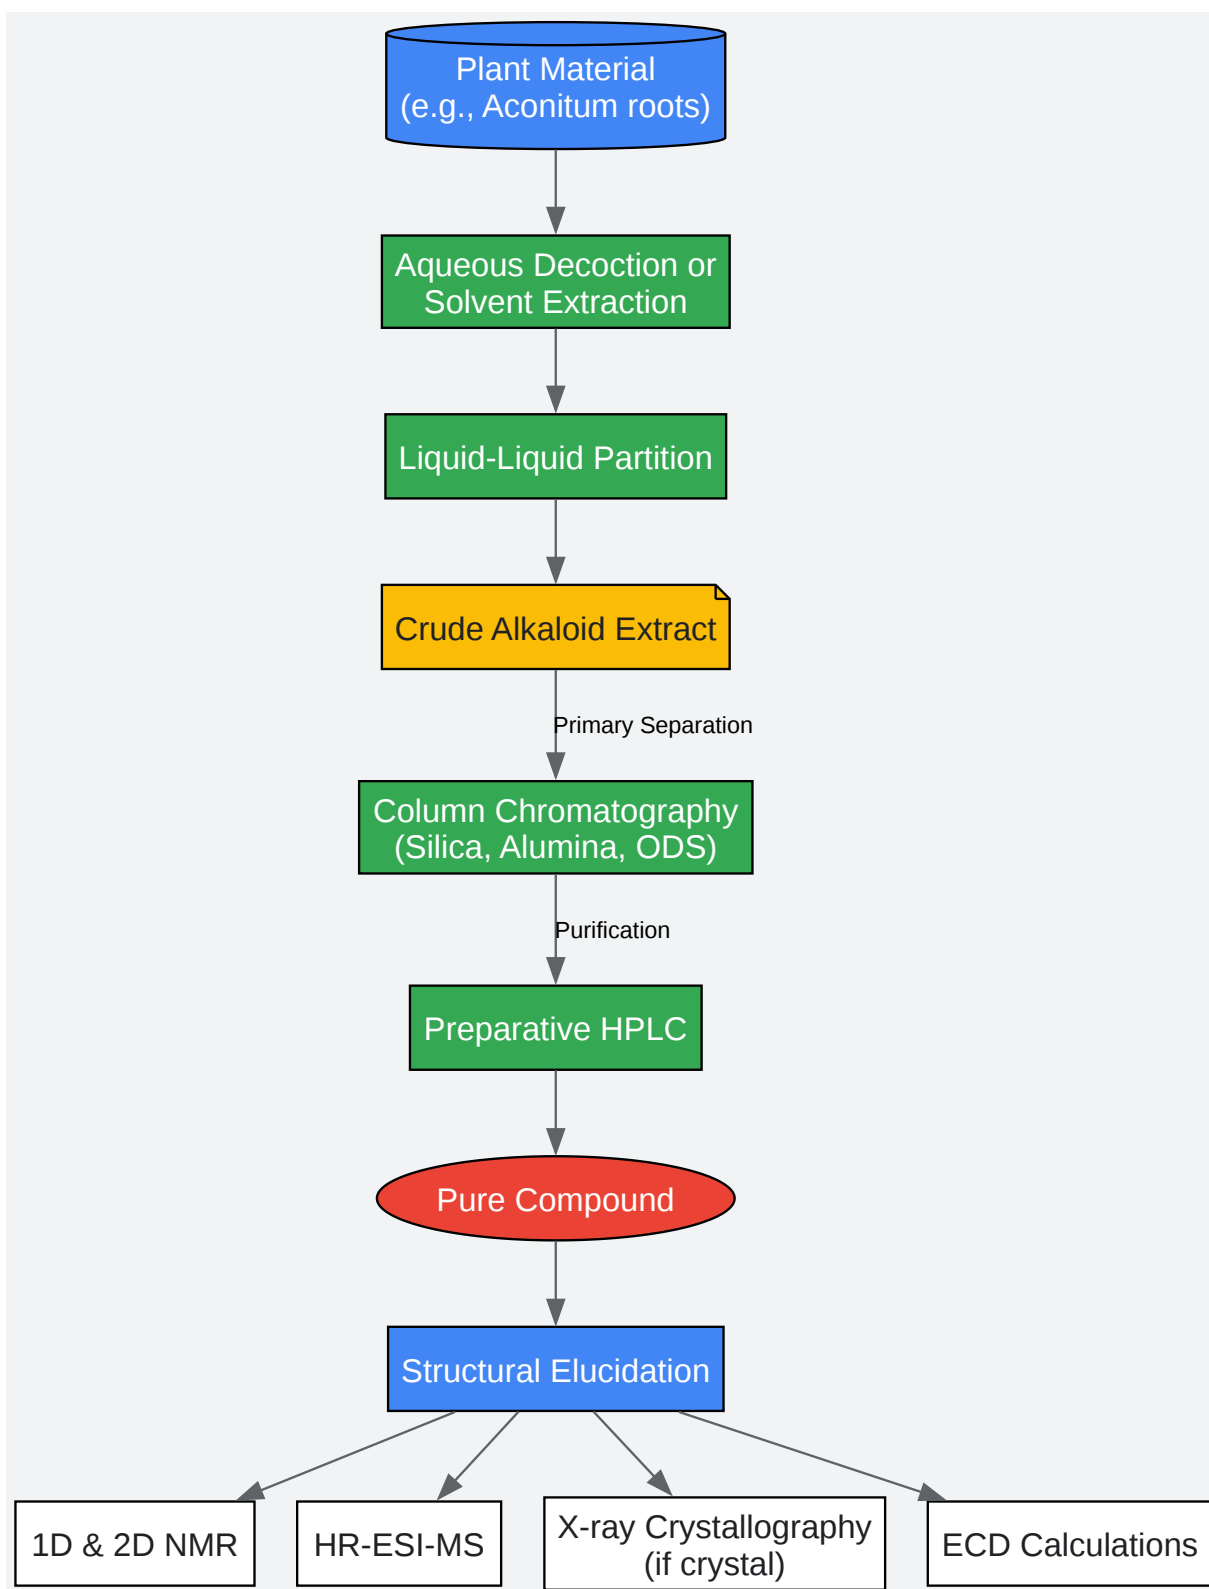 Plant Material
(e.g., Aconitum roots)
Aqueous Decoction or
Solvent Extraction
Liquid-Liquid Partition
Crude Alkaloid Extract
Primary Separation
Column Chromatography
(Silica, Alumina, ODS)
Purification
Preparative HPLC
Pure Compound
Structural Elucidation
1D & 2D NMR
HR-ESI-MS
X-ray Crystallography
(if crystal)
ECD Calculations